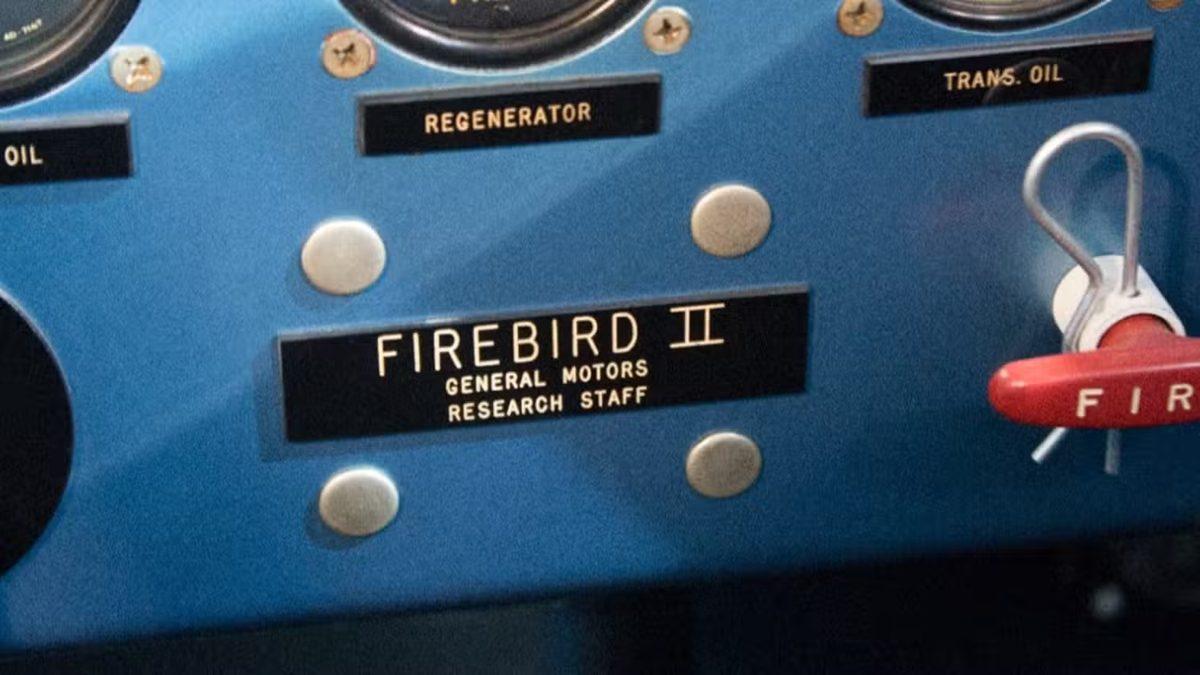 TRANS. OIL
REGENERATOR
OIL
FIREBIRD II
GENERAL MOTORS
RESEARCH STAFF
FIR